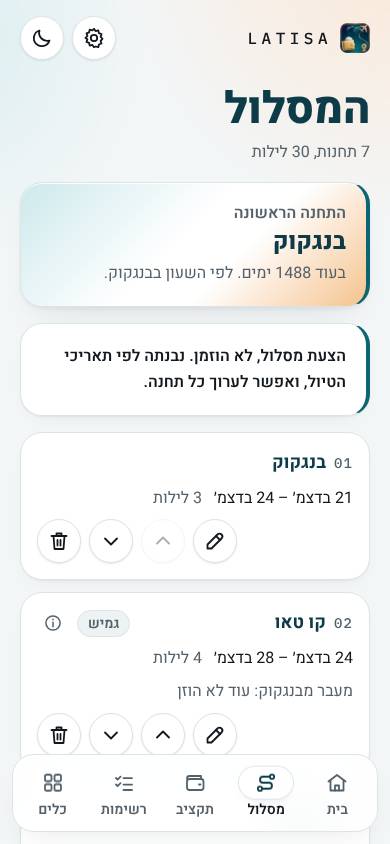 LATISA
המסלול
7 תחנות, 30 לילות
התחנה הראשונה
בנגקוק
בעוד 1488 ימים. לפי השעון בבנגקוק.
הצעת מסלול, לא הוזמן. נבנתה לפי תאריכי
הטיול, ואפשר לערוך כל תחנה.
01 בנגקוק
21 בדצמ׳ – 24 בדצמ׳ 3 לילות
02 קו טאו גמיש
24 בדצמ׳ – 28 בדצמ׳ 4 לילות
מעבר מבנגקוק: עוד לא הוזן
בית מסלול תקציב רשימות כלים